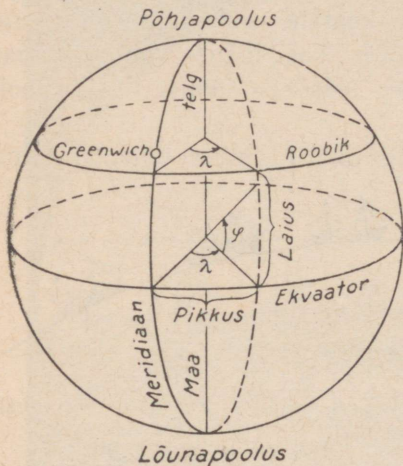 Põhjapoolus
telg
Greenwich
λ
Roobik
φ
λ
Laius
Pikkus
Ekvaator
Meridiaan
Maa
Lõunapoolus